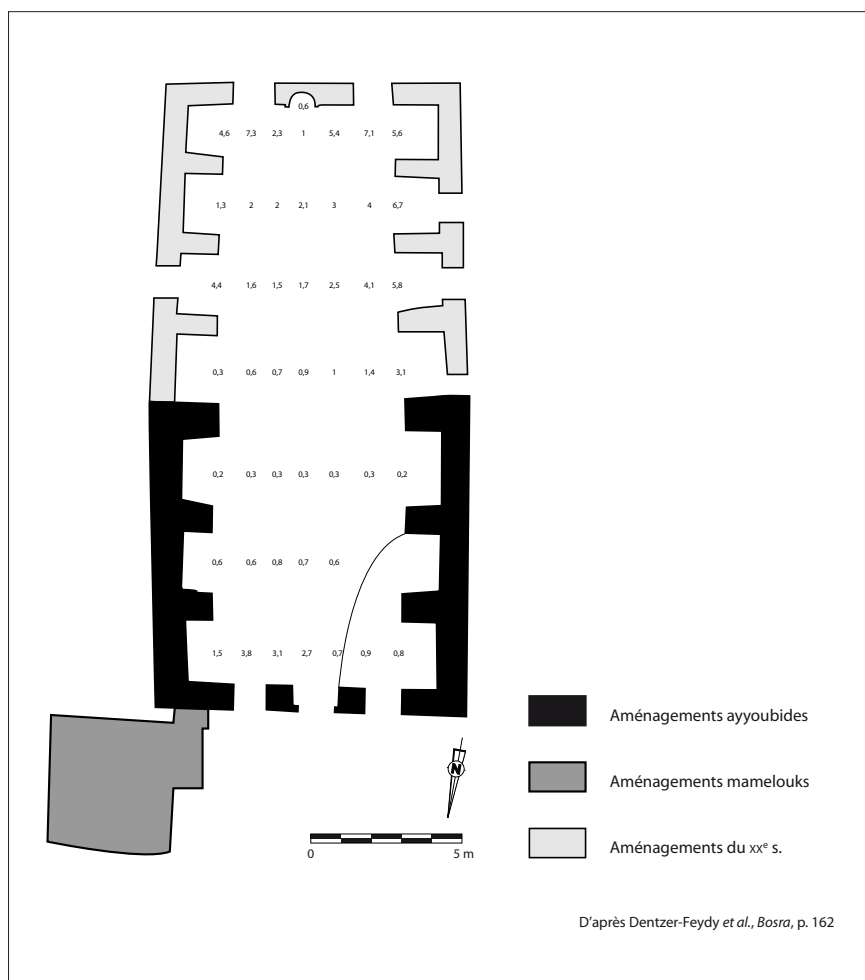 0,6
4,6 7,3 2,3 1 5,4 7,1 5,6
1,3 2 2 2,1 3 4 6,7
4,4 1,6 1,5 1,7 2,5 4,1 5,8
0,3 0,6 0,7 0,9 1 1,4 3,1
0,2 0,3 0,3 0,3 0,3 0,3 0,2
0,6 0,6 0,8 0,7 0,6
1,5 3,8 3,1 2,7 0,7 0,9 0,8
Aménagements ayyoubides
Aménagements mamelouks
Aménagements du XXe s.
N
0 5 m
D'après Dentzer-Feydy et al., Bosra, p. 162